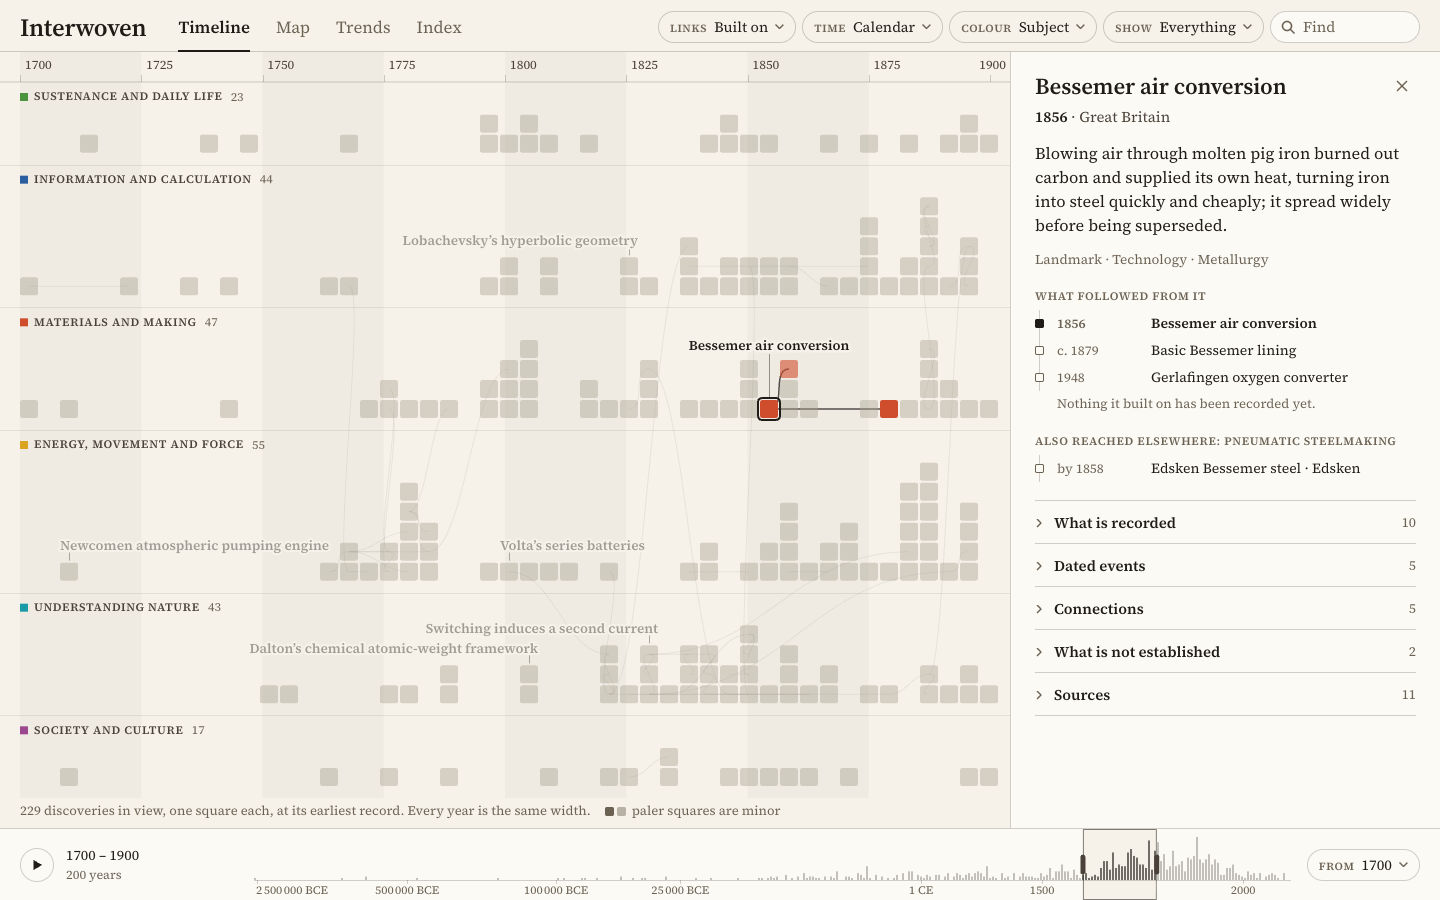 Interwoven
Timeline
Map
Trends
Index
LINKS Built on
TIME Calendar
COLOUR Subject
SHOW Everything
Find
1700
1725
1750
1775
1800
1825
1850
1875
1900
SUSTENANCE AND DAILY LIFE 23
INFORMATION AND CALCULATION 44
Lobachevsky’s hyperbolic geometry
MATERIALS AND MAKING 47
Bessemer air conversion
ENERGY, MOVEMENT AND FORCE 55
Newcomen atmospheric pumping engine
Volta’s series batteries
UNDERSTANDING NATURE 43
Switching induces a second current
Dalton’s chemical atomic-weight framework
SOCIETY AND CULTURE 17
229 discoveries in view, one square each, at its earliest record. Every year is the same width.
paler squares are minor
Bessemer air conversion
1856 · Great Britain
Blowing air through molten pig iron burned out
carbon and supplied its own heat, turning iron
into steel quickly and cheaply; it spread widely
before being superseded.
Landmark · Technology · Metallurgy
WHAT FOLLOWED FROM IT
1856 Bessemer air conversion
c. 1879 Basic Bessemer lining
1948 Gerlafingen oxygen converter
Nothing it built on has been recorded yet.
ALSO REACHED ELSEWHERE: PNEUMATIC STEELMAKING
by 1858 Edsken Bessemer steel · Edsken
What is recorded 10
Dated events 5
Connections 5
What is not established 2
Sources 11
1700 – 1900
200 years
2 500 000 BCE
500 000 BCE
100 000 BCE
25 000 BCE
1 CE
1500
2000
FROM 1700